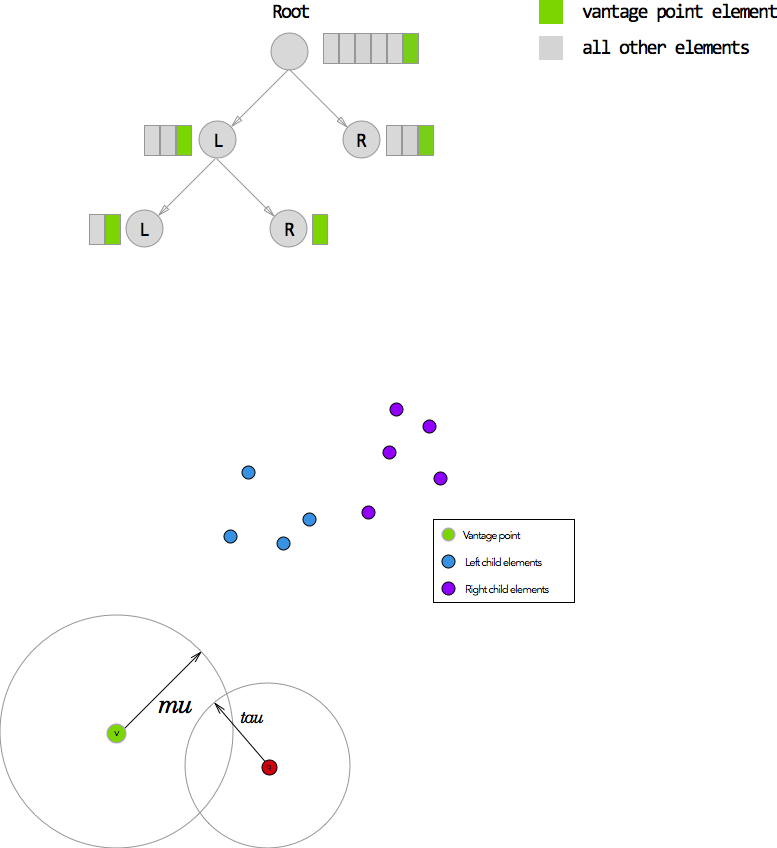 Root
vantage point element
all other elements
L
R
L
R
Vantage point
Left child elements
Right child elements
mu
tau
v